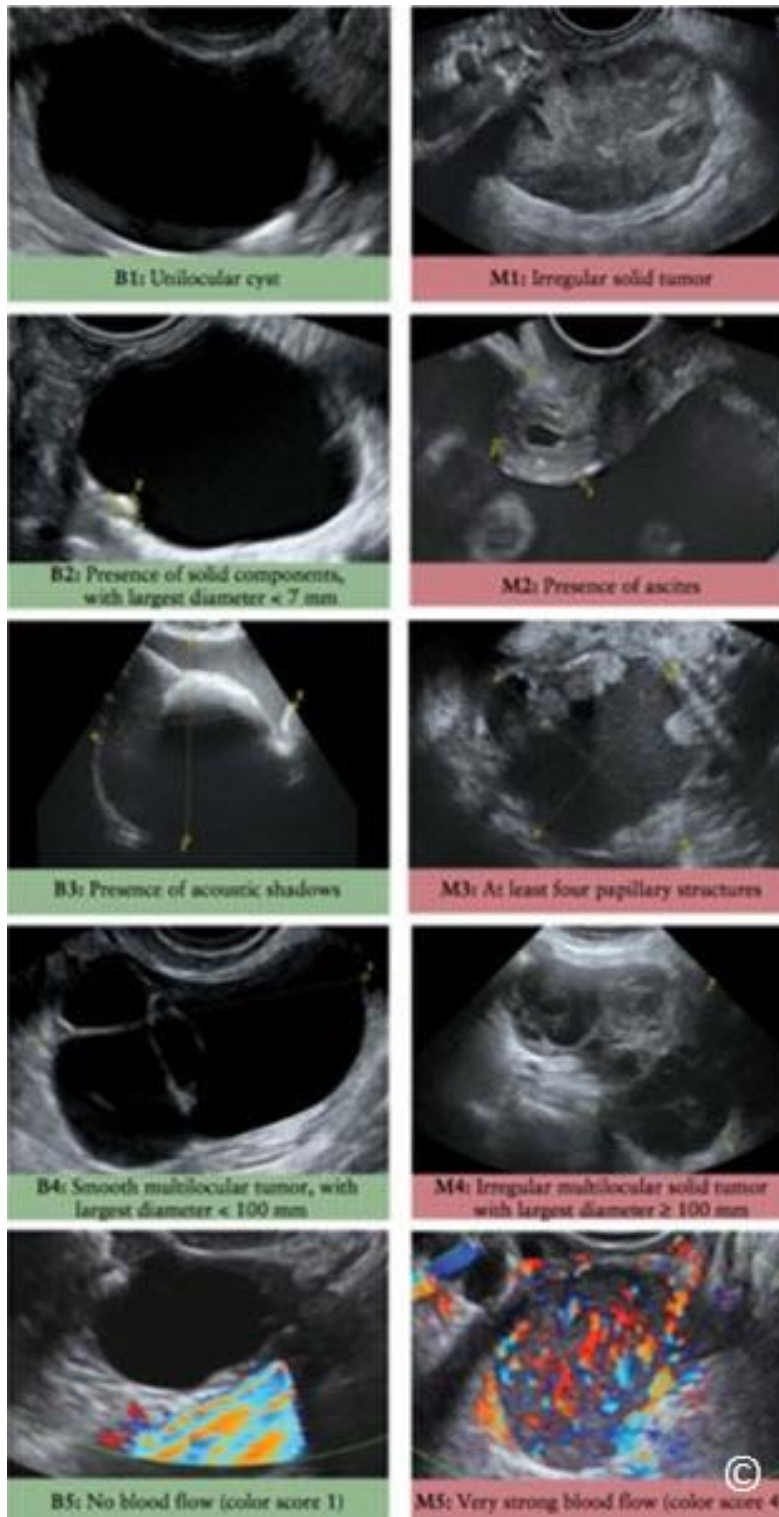 B1: Unilocular cyst
M1: Irregular solid tumor
B2: Presence of solid components,
with largest diameter < 7 mm
M2: Presence of ascites
B3: Presence of acoustic shadows
M3: At least four papillary structures
B4: Smooth multilocular tumor, with
largest diameter < 100 mm
M4: Irregular multilocular solid tumor
with largest diameter ≥ 100 mm
B5: No blood flow (color score 1)
M5: Very strong blood flow (color score 4
©